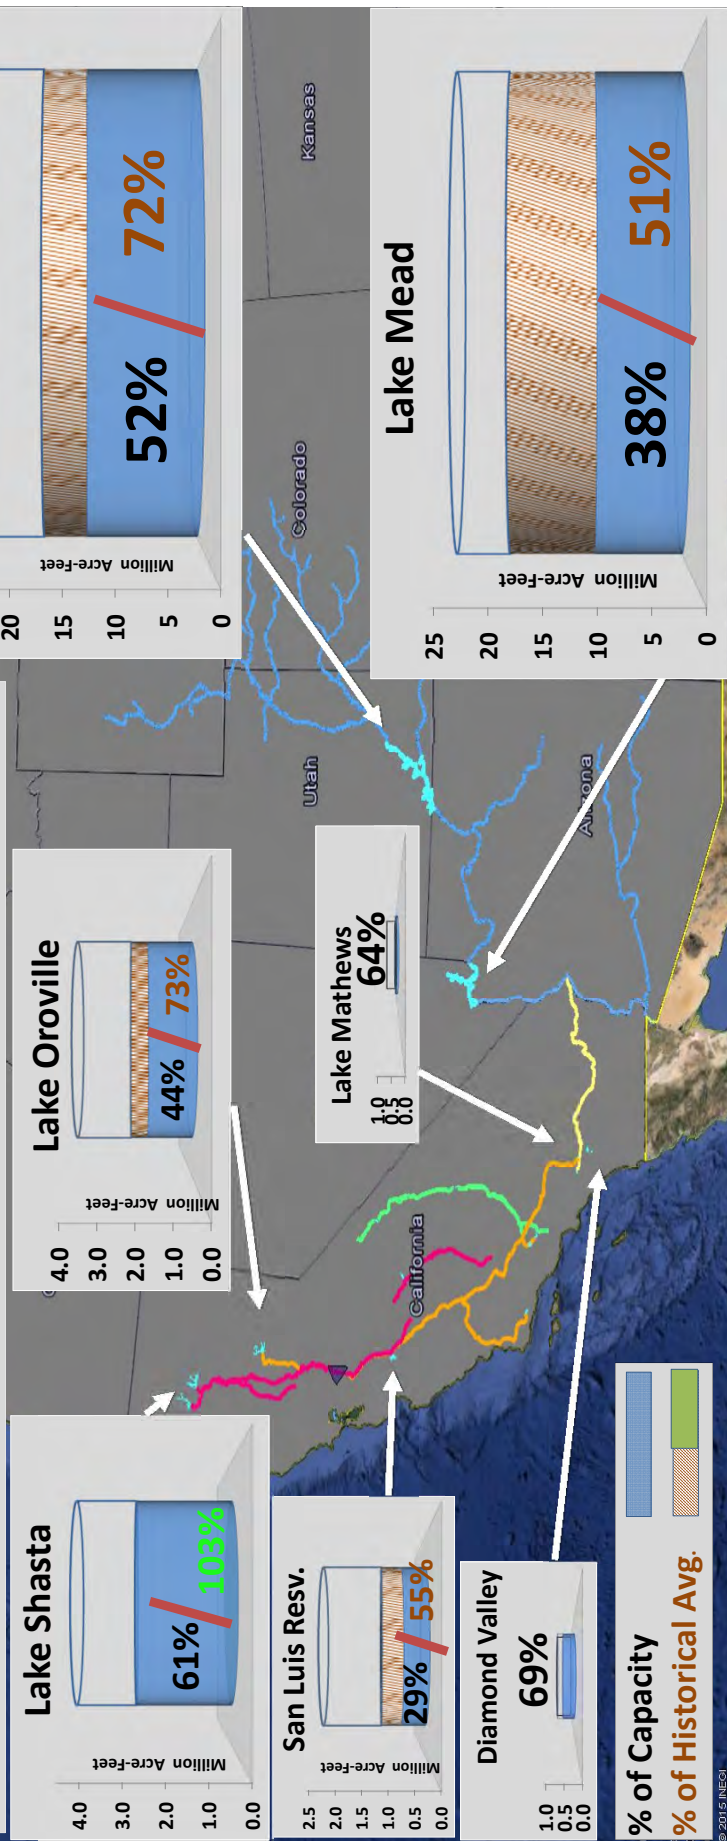 Lake Shasta
4.0
3.0
2.0
1.0
0.0
Million Acre-Feet
61%
103%
San Luis Resv.
2.5
2.0
1.5
1.0
0.5
0.0
Million Acre-Feet
29%
55%
Diamond Valley
1.0
0.5
0.0
69%
% of Capacity
% of Historical Avg.
Lake Oroville
4.0
3.0
2.0
1.0
0.0
Million Acre-Feet
44%
73%
Lake Mathews
1.0
0.5
0.0
64%
California
Utah
Arizona
Colorado
Kansas
20
15
10
5
0
Million Acre-Feet
52%
72%
Lake Mead
25
20
15
10
5
0
Million Acre-Feet
38%
51%
© 2015 INEGI